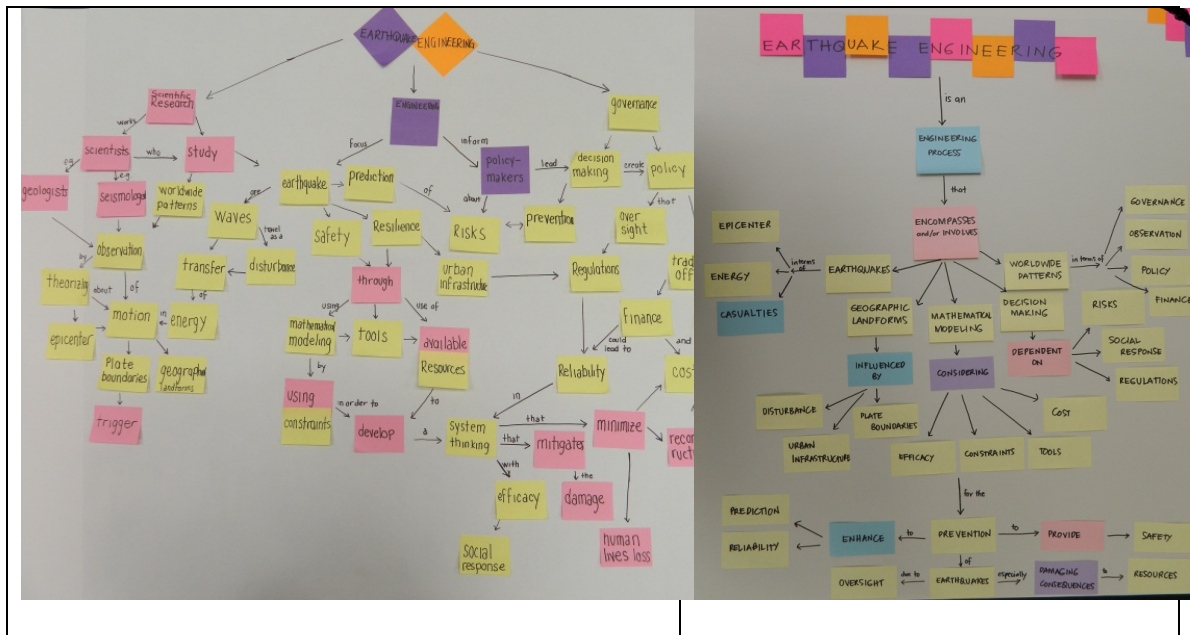 EARTHQUAKE
ENGINEERING
Scientific
Research
works
scientists
who
study
e.g
e.g
geologists
seismologist
worldwide
patterns
are
waves
travel
as a
disturbance
transfer
of
energy
in
by
observation
of
theorizing
about
motion
epicenter
Plate
boundaries
geographal
landforms
trigger
ENGINEERING
focus
inform
earthquake
prediction
of
policy-
makers
about
lead
decision
making
create
governance
policy
that
safety
Resilience
RISKS
prevention
over
sight
through
urban
infrastructure
Regulations
trad
off
using
use of
mathematical
modeling
tools
available
Resources
Finance
could
lead to
and
cos
by
using
constraints
in order to
develop
to
a
Reliability
in
system
thinking
that
that
mitigates
minimize
recon
ruct
with
the
efficacy
damage
social
response
human
lives loss
EARTHQUAKE ENGINEERING
is an
ENGINEERING
PROCESS
that
ENCOMPASSES
and/or INVOLVES
EPICENTER
ENERGY
CASUALTIES
in terms
of
EARTHQUAKES
GEOGRAPHIC
LANDFORMS
MATHEMATICAL
MODELING
DECISION
MAKING
WORLDWIDE
PATTERNS
in terms of
GOVERNANCE
OBSERVATION
POLICY
FINANCE
INFLUENCED
BY
CONSIDERING
DEPENDENT
ON
RISKS
SOCIAL
RESPONSE
REGULATIONS
DISTURBANCE
URBAN
INFRASTRUCTURE
PLATE
BOUNDARIES
EFFICACY
CONSTRAINTS
TOOLS
COST
for the
PREDICTION
RELIABILITY
ENHANCE
to
PREVENTION
to
PROVIDE
SAFETY
of
OVERSIGHT
due to
EARTHQUAKES
especially
DAMAGING
CONSEQUENCES
to
RESOURCES